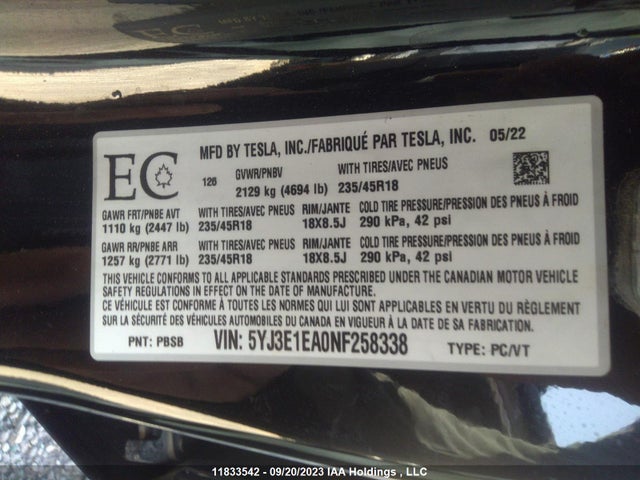 EC
MFD BY TESLA, INC./FABRIQUÉ PAR TESLA, INC. 05/22
126
GVWR/PNBV WITH TIRES/AVEC PNEUS
2129 kg (4694 lb) 235/45R18
GAWR FRT/PNBE AVT WITH TIRES/AVEC PNEUS RIM/JANTE COLD TIRE PRESSURE/PRESSION DES PNEUS À FROID
1110 kg (2447 lb) 235/45R18 18X8.5J 290 kPa, 42 psi
GAWR RR/PNBE ARR WITH TIRES/AVEC PNEUS RIM/JANTE COLD TIRE PRESSURE/PRESSION DES PNEUS À FROID
1257 kg (2771 lb) 235/45R18 18X8.5J 290 kPa, 42 psi
THIS VEHICLE CONFORMS TO ALL APPLICABLE STANDARDS PRESCRIBED UNDER THE CANADIAN MOTOR VEHICLE
SAFETY REGULATIONS IN EFFECT ON THE DATE OF MANUFACTURE.
CE VÉHICULE EST CONFORME À TOUTES LES NORMES QUI LUI SONT APPLICABLES EN VERTU DU RÈGLEMENT
SUR LA SÉCURITÉ DES VÉHICULES AUTOMOBILES DU CANADA EN VIGUEUR À LA DATE DE SA FABRICATION.
PNT: PBSB VIN: 5YJ3E1EA0NF258338 TYPE: PC/VT
11833542 - 09/20/2023 IAA Holdings , LLC